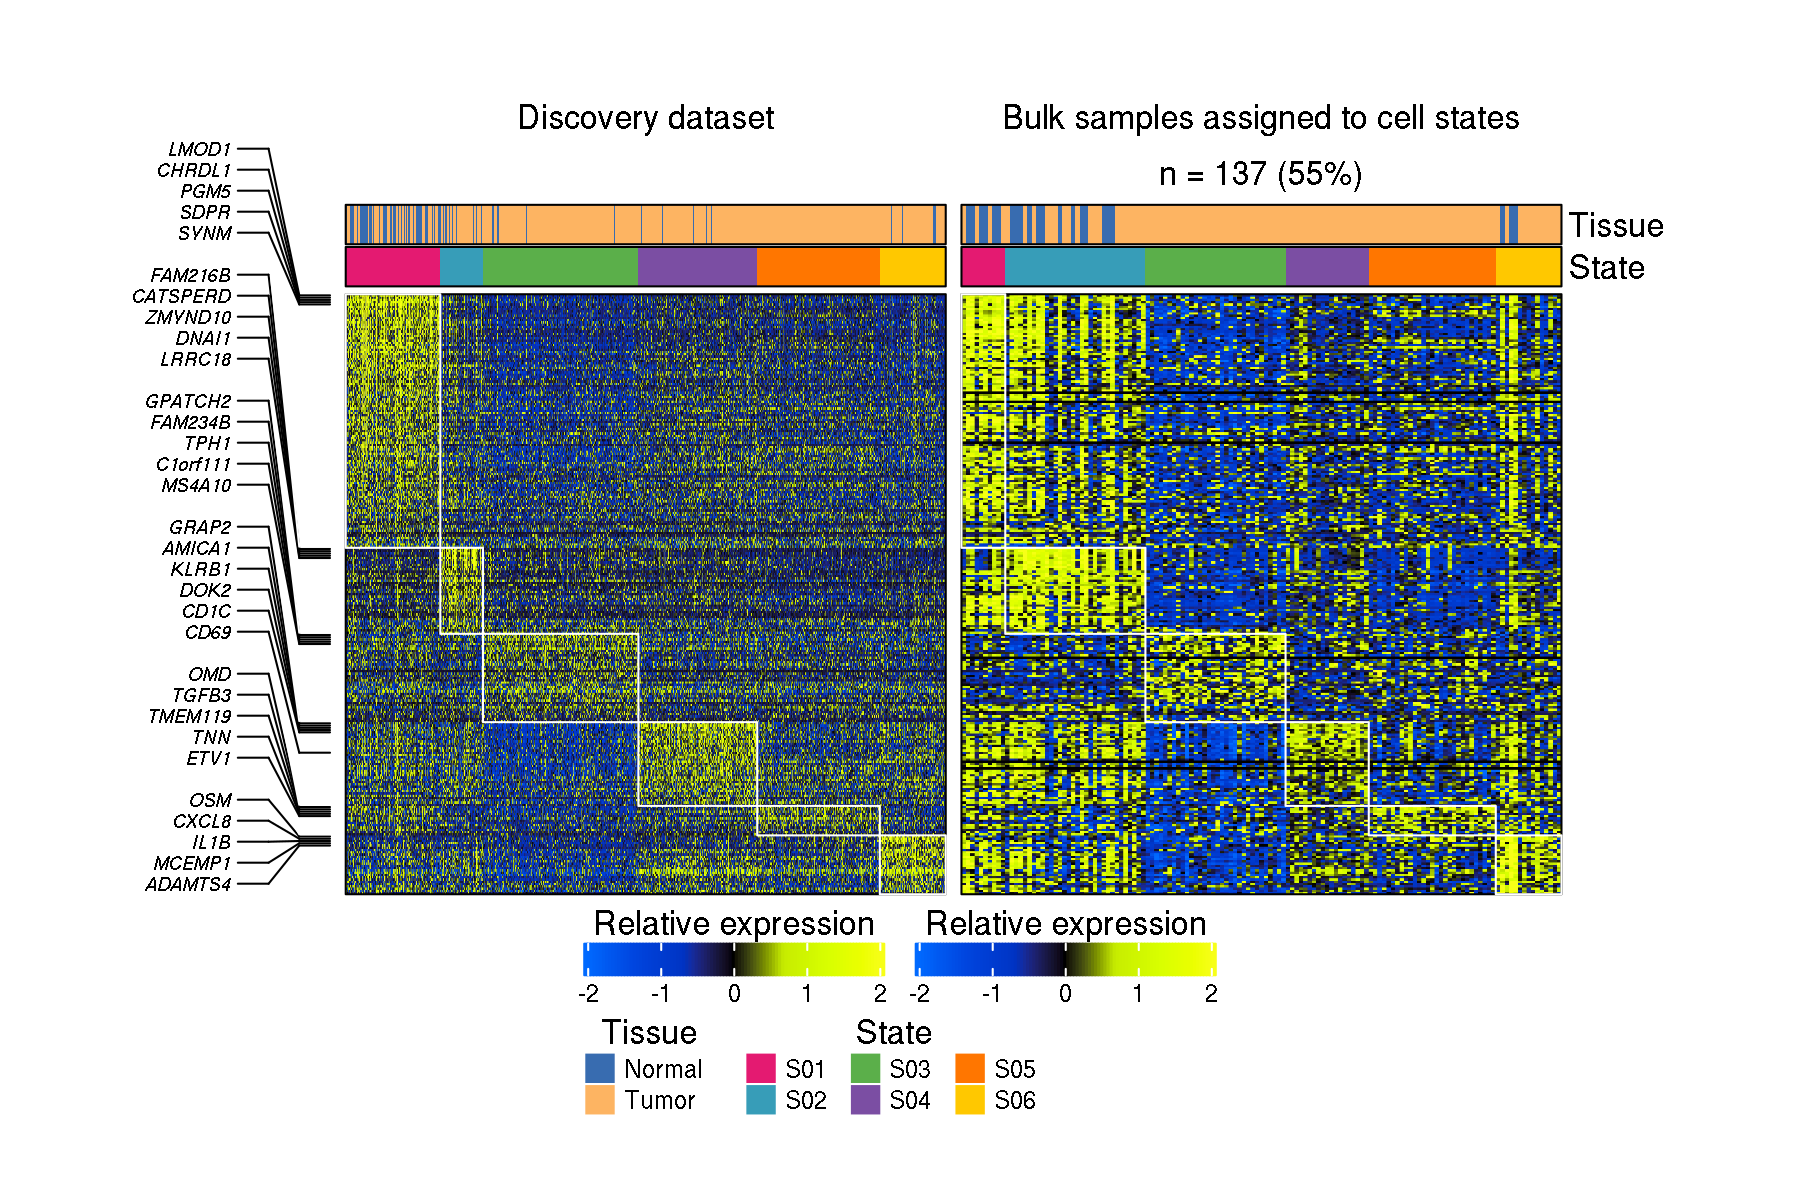 Discovery dataset
Bulk samples assigned to cell states
n = 137 (55%)
LMOD1
CHRDL1
PGM5
SDPR
SYNM
FAM216B
CATSPERD
ZMYND10
DNAI1
LRRC18
GPATCH2
FAM234B
TPH1
C1orf111
MS4A10
GRAP2
AMICA1
KLRB1
DOK2
CD1C
CD69
OMD
TGFB3
TMEM119
TNN
ETV1
OSM
CXCL8
IL1B
MCEMP1
ADAMTS4
Tissue
State
Relative expression
-2 -1 0 1 2
Relative expression
-2 -1 0 1 2
Tissue
Normal
Tumor
State
S01 S03 S05
S02 S04 S06